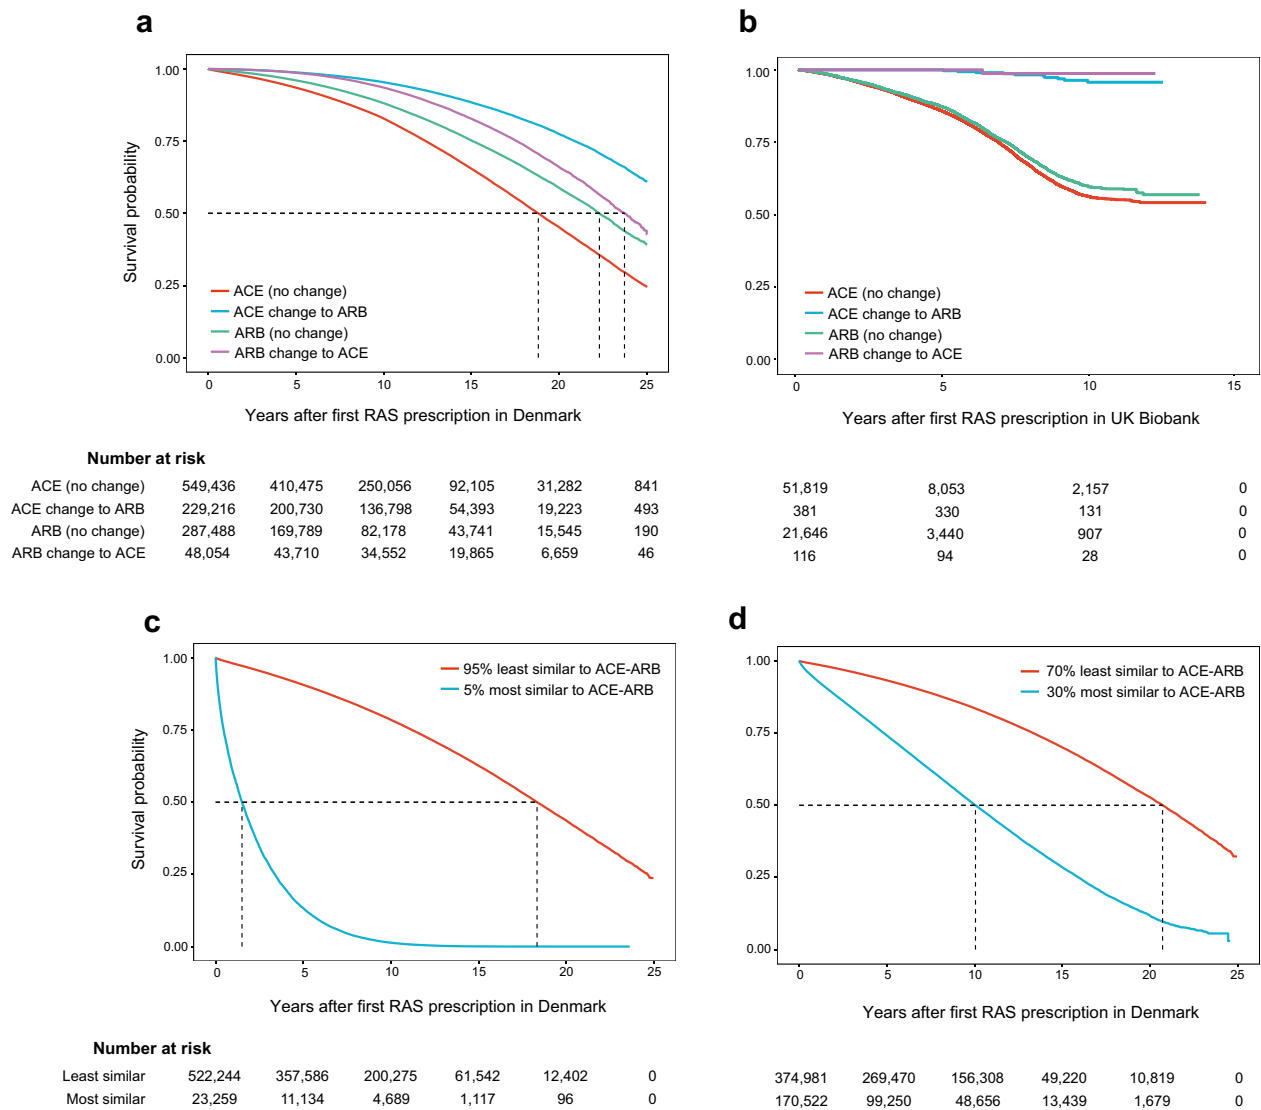 a
1.00
0.75
0.50
0.25
0.00
Survival probability
ACE (no change)
ACE change to ARB
ARB (no change)
ARB change to ACE
0 5 10 15 20 25
Years after first RAS prescription in Denmark
b
1.00
0.75
0.50
0.25
0.00
ACE (no change)
ACE change to ARB
ARB (no change)
ARB change to ACE
0 5 10 15
Years after first RAS prescription in UK Biobank
Number at risk
ACE (no change) 549,436 410,475 250,056 92,105 31,282 841
ACE change to ARB 229,216 200,730 136,798 54,393 19,223 493
ARB (no change) 287,488 169,789 82,178 43,741 15,545 190
ARB change to ACE 48,054 43,710 34,552 19,865 6,659 46
51,819 8,053 2,157 0
381 330 131 0
21,646 3,440 907 0
116 94 28 0
c
1.00
0.75
0.50
0.25
0.00
Survival probability
95% least similar to ACE-ARB
5% most similar to ACE-ARB
0 5 10 15 20 25
Years after first RAS prescription in Denmark
d
1.00
0.75
0.50
0.25
0.00
70% least similar to ACE-ARB
30% most similar to ACE-ARB
0 5 10 15 20 25
Years after first RAS prescription in Denmark
Number at risk
Least similar 522,244 357,586 200,275 61,542 12,402 0
Most similar 23,259 11,134 4,689 1,117 96 0
374,981 269,470 156,308 49,220 10,819 0
170,522 99,250 48,656 13,439 1,679 0